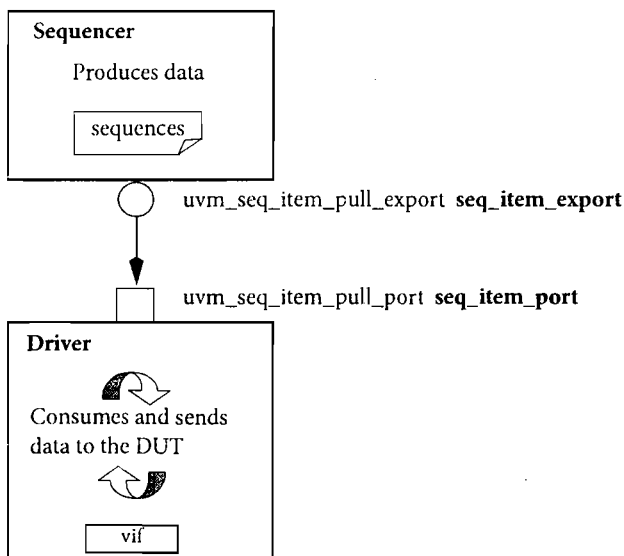 Sequencer
Produces data
sequences
uvm_seq_item_pull_export seq_item_export
uvm_seq_item_pull_port seq_item_port
Driver
Consumes and sends
data to the DUT
vif